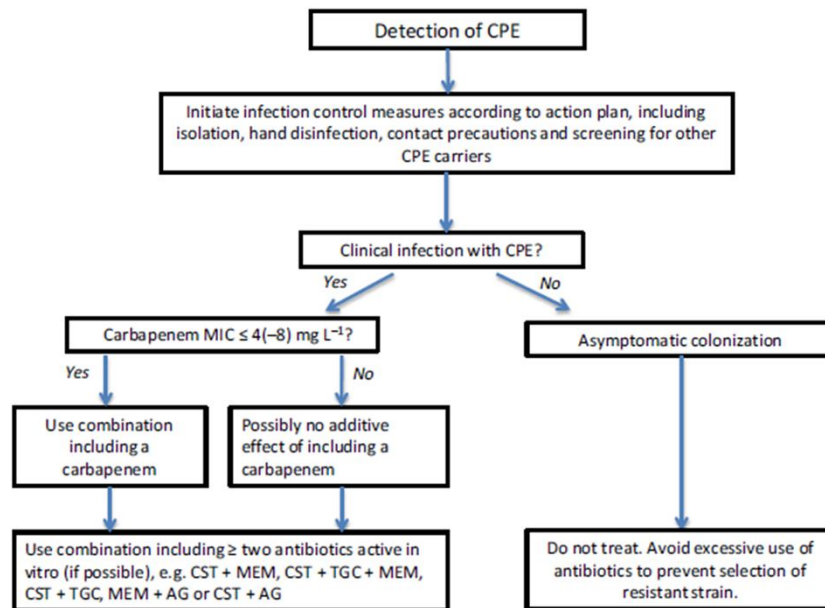 Detection of CPE
Initiate infection control measures according to action plan, including
isolation, hand disinfection, contact precautions and screening for other
CPE carriers
Clinical infection with CPE?
Yes
No
Carbapenem MIC ≤ 4(–8) mg L⁻¹?
Asymptomatic colonization
Yes
No
Use combination
including a
carbapenem
Possibly no additive
effect of including a
carbapenem
Use combination including ≥ two antibiotics active in
vitro (if possible), e.g. CST + MEM, CST + TGC + MEM,
CST + TGC, MEM + AG or CST + AG
Do not treat. Avoid excessive use of
antibiotics to prevent selection of
resistant strain.